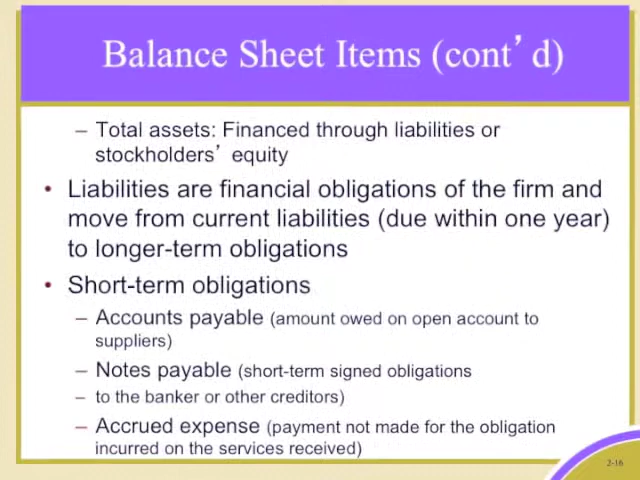 Balance Sheet Items (cont’d)
– Total assets: Financed through liabilities or
stockholders’ equity
• Liabilities are financial obligations of the firm and
move from current liabilities (due within one year)
to longer-term obligations
• Short-term obligations
– Accounts payable (amount owed on open account to
suppliers)
– Notes payable (short-term signed obligations
– to the banker or other creditors)
– Accrued expense (payment not made for the obligation
incurred on the services received)
2-16